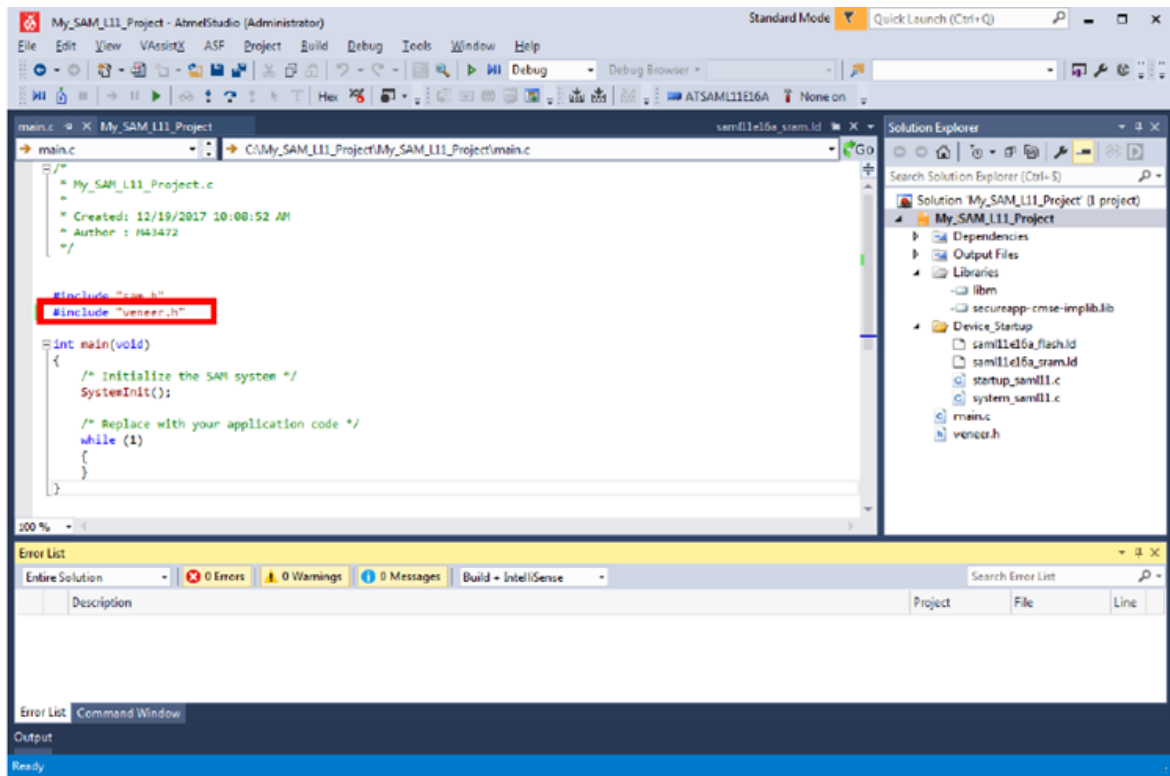 My_SAM_L11_Project - AtmelStudio (Administrator)
Standard Mode
Quick Launch (Ctrl+Q)
File Edit View VAssistX ASF Project Build Debug Tools Window Help
Debug
Debug Browser
Hex
ATSAML11E16A
None on
main.c
My_SAM_L11_Project
saml11e16a_sram.ld
main.c
C:\My_SAM_L11_Project\My_SAM_L11_Project\main.c
Go
/*
* My_SAM_L11_Project.c
*
* Created: 12/19/2017 10:08:52 AM
* Author : M43472
*/
#include "sam.h"
#include "veneer.h"
int main(void)
{
/* Initialize the SAM system */
SystemInit();
/* Replace with your application code */
while (1)
{
}
}
100 %
Solution Explorer
Search Solution Explorer (Ctrl+$)
Solution 'My_SAM_L11_Project' (1 project)
My_SAM_L11_Project
Dependencies
Output Files
Libraries
libm
secureapp-cmse-implib.lib
Device_Startup
saml11e16a_flash.ld
saml11e16a_sram.ld
startup_saml11.c
system_saml11.c
main.c
veneer.h
Error List
Entire Solution
0 Errors
0 Warnings
0 Messages
Build + IntelliSense
Search Error List
Description
Project
File
Line
Error List
Command Window
Output
Ready